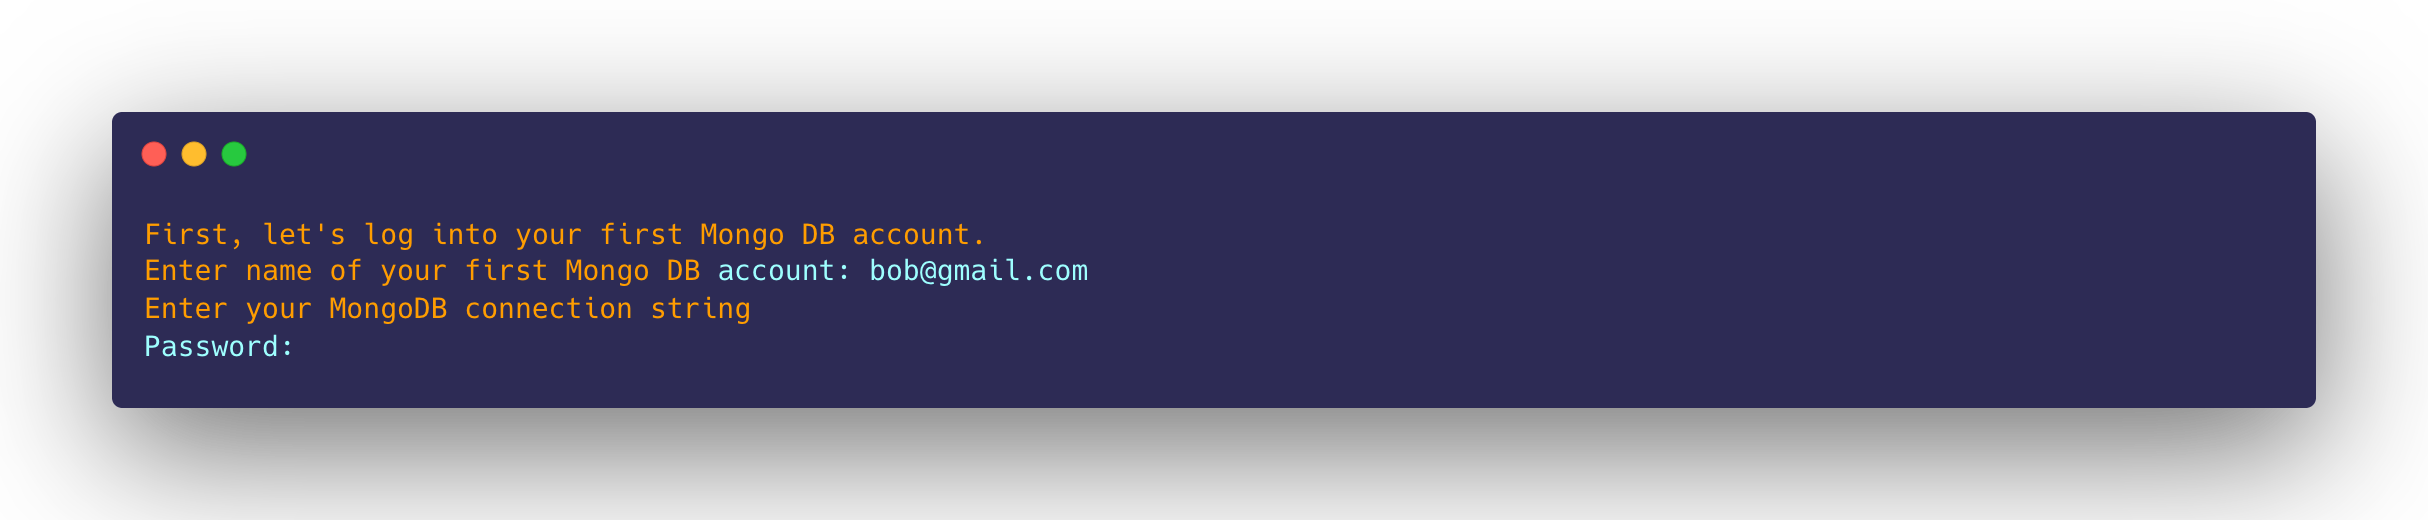 First, let's log into your first Mongo DB account.
Enter name of your first Mongo DB account: bob@gmail.com
Enter your MongoDB connection string
Password: